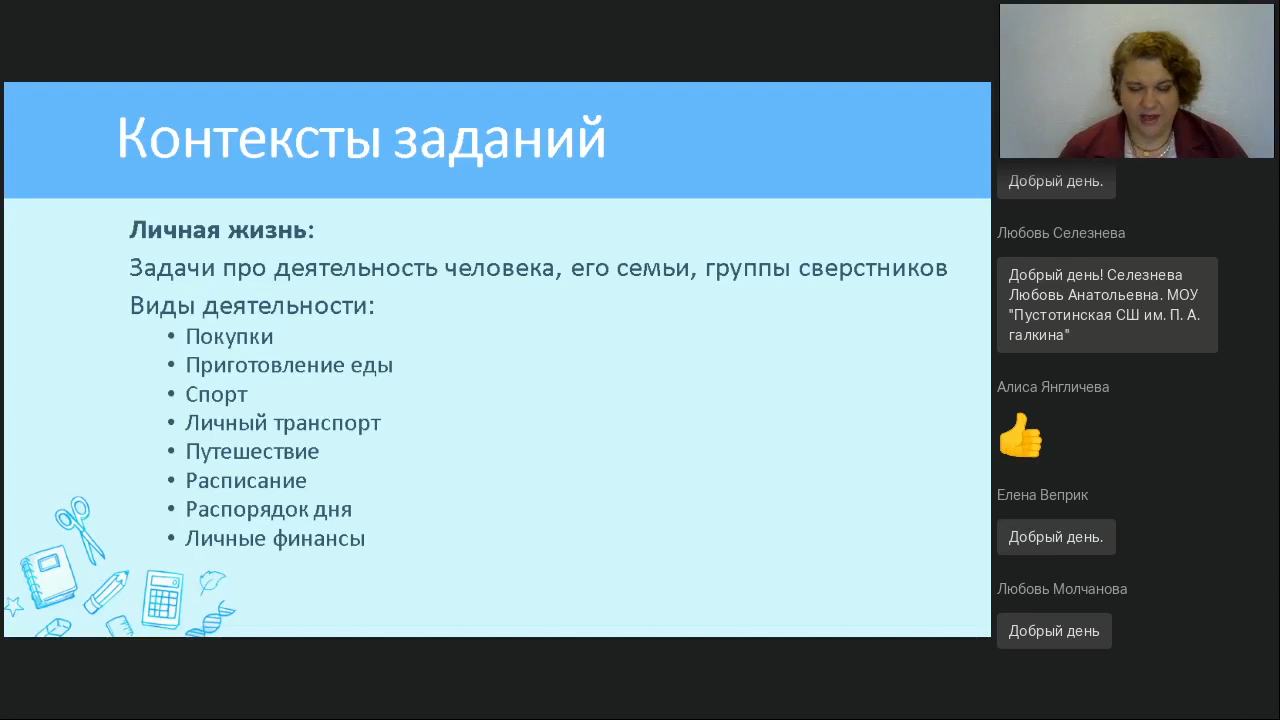 Контексты заданий
Личная жизнь:
Задачи про деятельность человека, его семьи, группы сверстников
Виды деятельности:
• Покупки
• Приготовление еды
• Спорт
• Личный транспорт
• Путешествие
• Расписание
• Распорядок дня
• Личные финансы
Добрый день.
Любовь Селезнева
Добрый день! Селезнева
Любовь Анатольевна. МОУ
"Пустотинская СШ им. П. А.
галкина"
Алиса Янгличева
Елена Веприк
Добрый день.
Любовь Молчанова
Добрый день